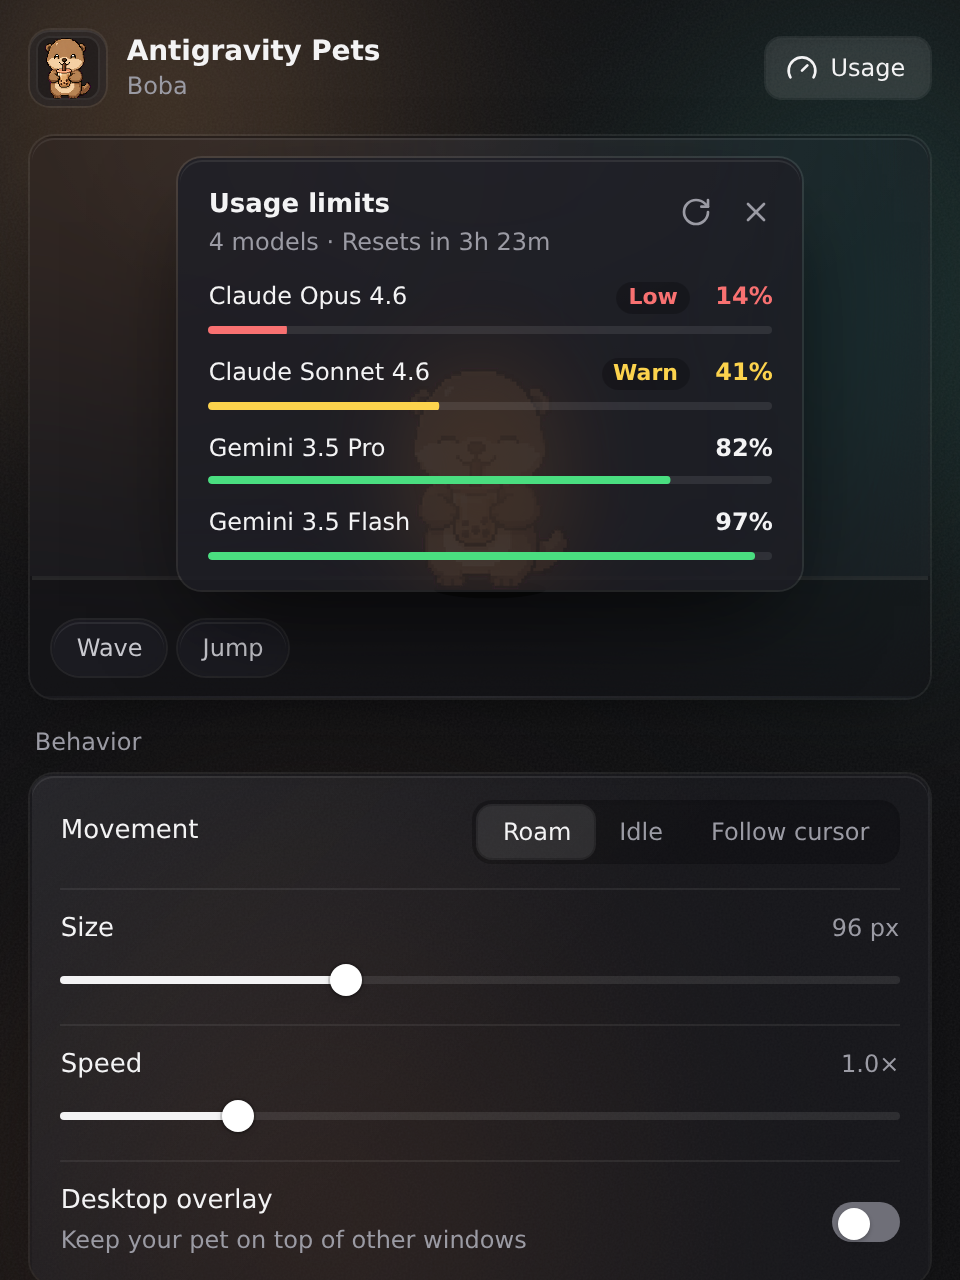 Antigravity Pets
Boba
Usage
Usage limits
4 models · Resets in 3h 23m
Claude Opus 4.6 Low 14%
Claude Sonnet 4.6 Warn 41%
Gemini 3.5 Pro 82%
Gemini 3.5 Flash 97%
Wave Jump
Behavior
Movement Roam Idle Follow cursor
Size 96 px
Speed 1.0×
Desktop overlay
Keep your pet on top of other windows